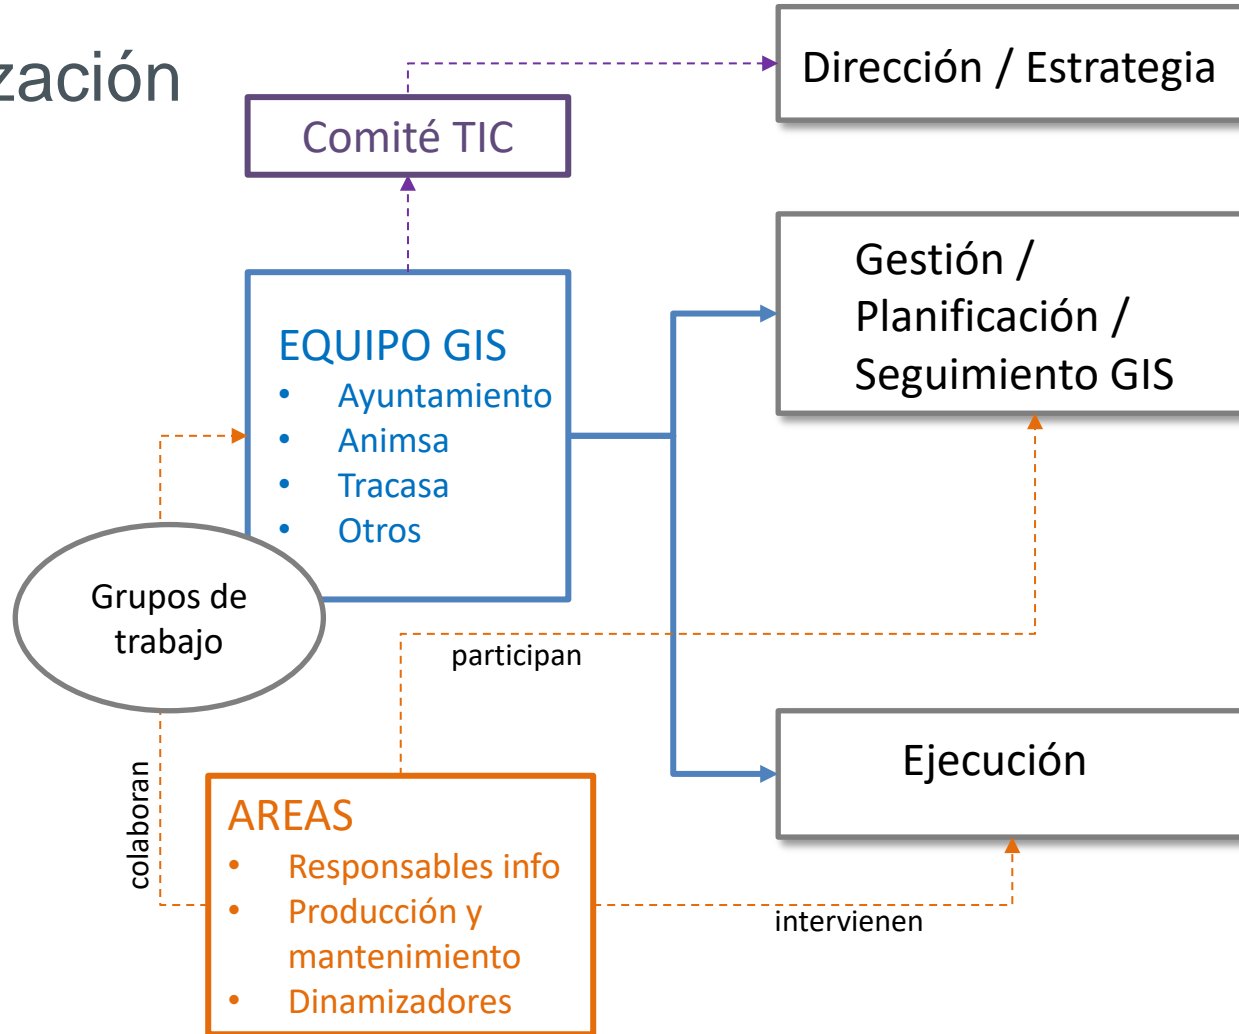 zación
Dirección / Estrategia
Comité TIC
Gestión /
Planificación /
Seguimiento GIS
EQUIPO GIS
• Ayuntamiento
• Animsa
• Tracasa
• Otros
Grupos de
trabajo
participan
Ejecución
colaboran
AREAS
• Responsables info
• Producción y
mantenimiento
• Dinamizadores
intervienen